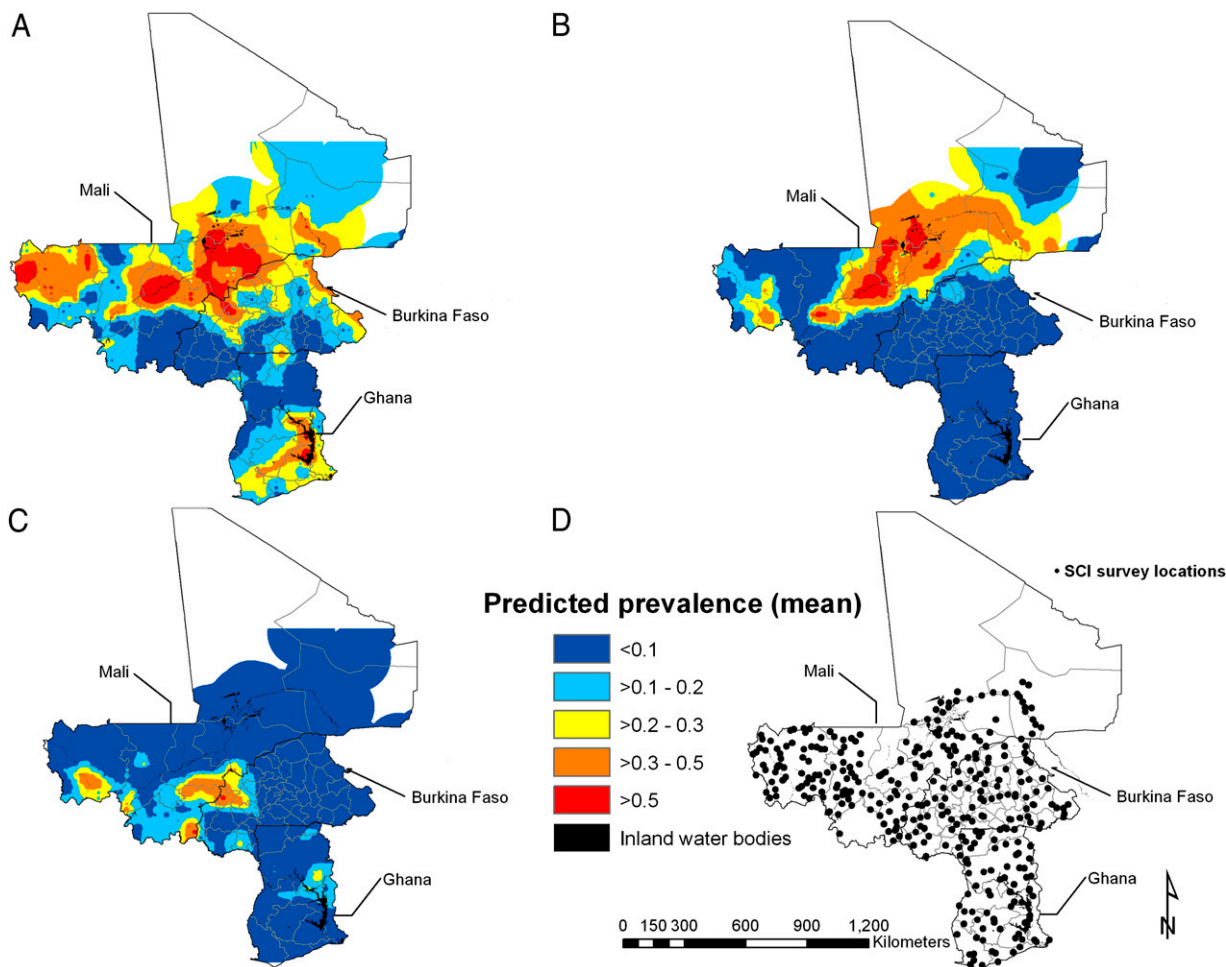 A
Mali
Burkina Faso
Ghana
B
Mali
Burkina Faso
Ghana
C
Mali
Burkina Faso
Ghana
Predicted prevalence (mean)
<0.1
>0.1 - 0.2
>0.2 - 0.3
>0.3 - 0.5
>0.5
Inland water bodies
D
• SCI survey locations
Mali
Burkina Faso
Ghana
0 150 300 600 900 1,200
Kilometers
N